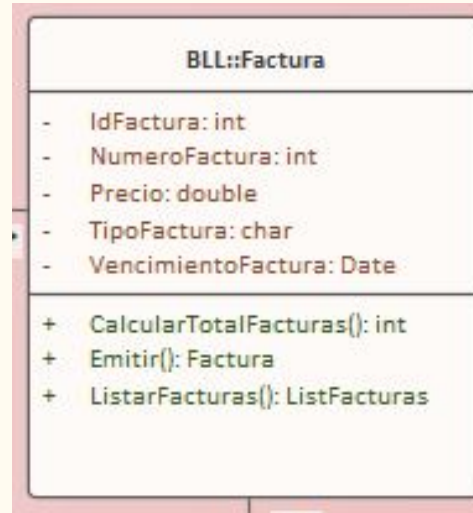 BLL::Factura
- IdFactura: int
- NumeroFactura: int
- Precio: double
- TipoFactura: char
- VencimientoFactura: Date
+ CalcularTotalFacturas(): int
+ Emitir(): Factura
+ ListarFacturas(): ListFacturas